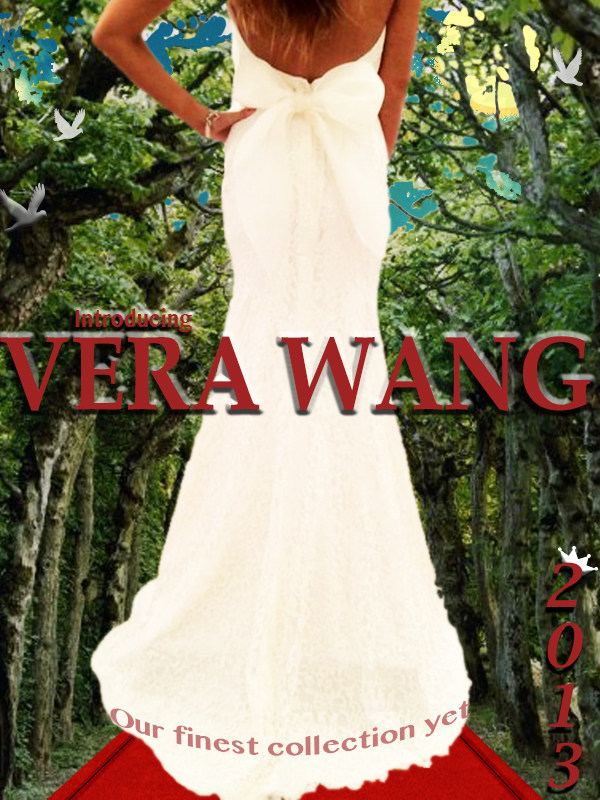 Introducing
VERA WANG
2013
Our finest collection yet